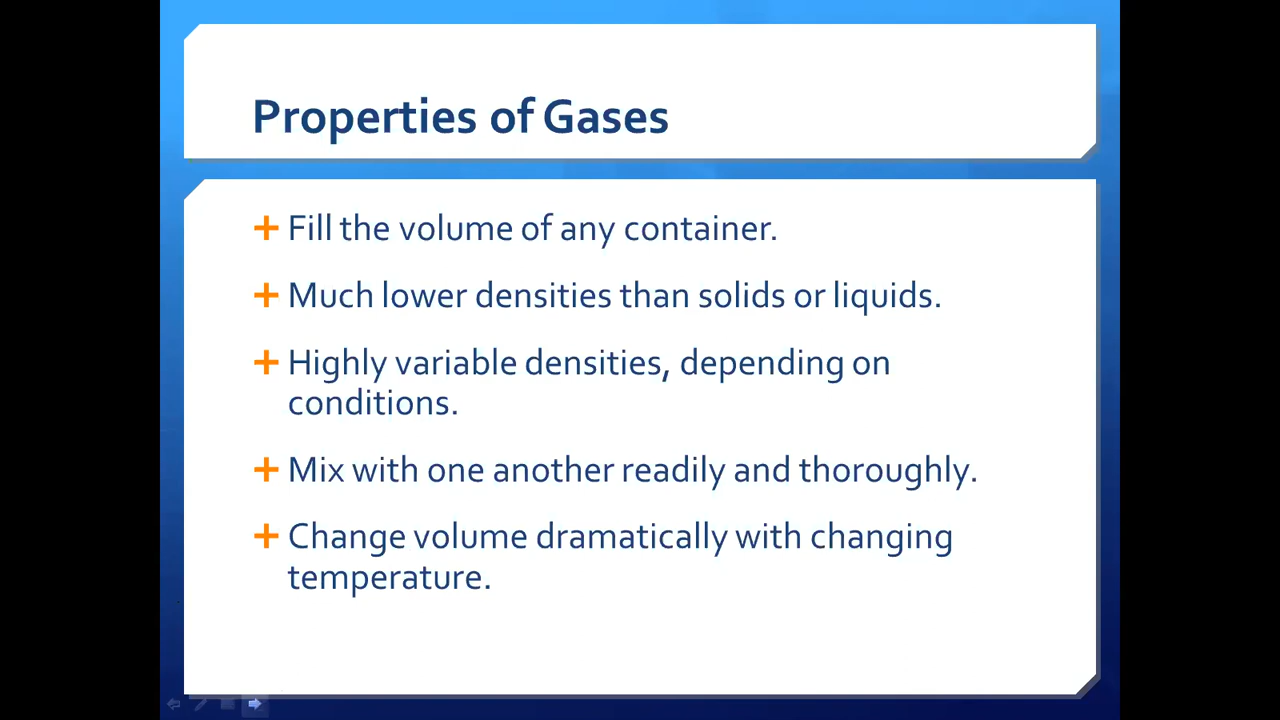 Properties of Gases
Fill the volume of any container.
Much lower densities than solids or liquids.
Highly variable densities, depending on
conditions.
Mix with one another readily and thoroughly.
Change volume dramatically with changing
temperature.